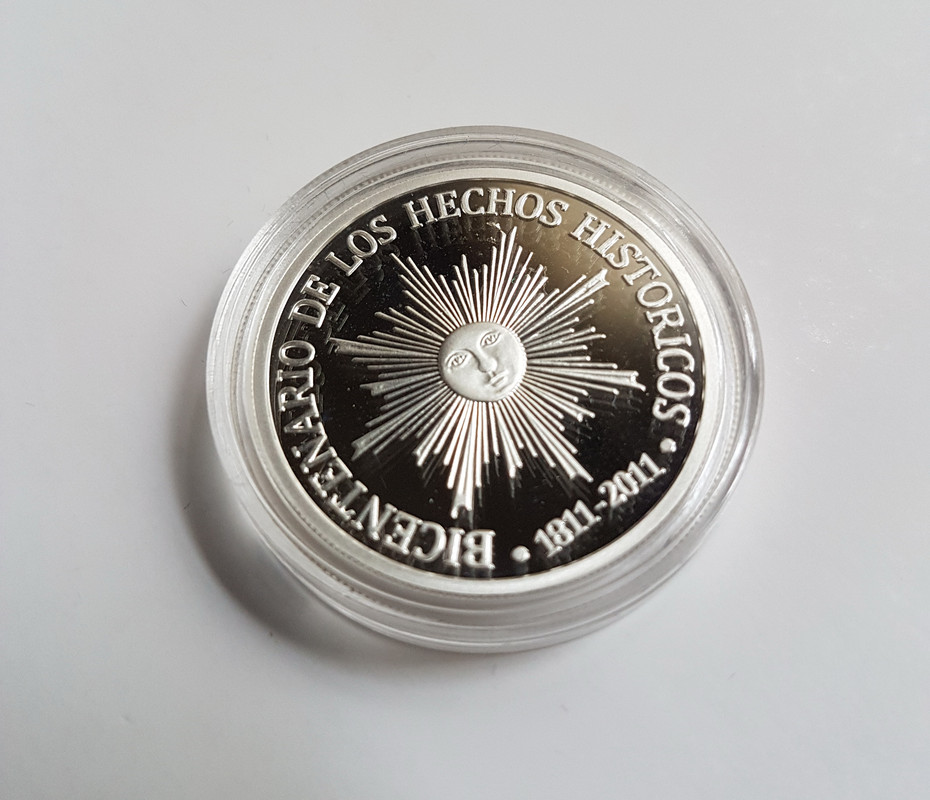 BICENTENARIO DE LOS HECHOS HISTORICOS • 1811-2011 •